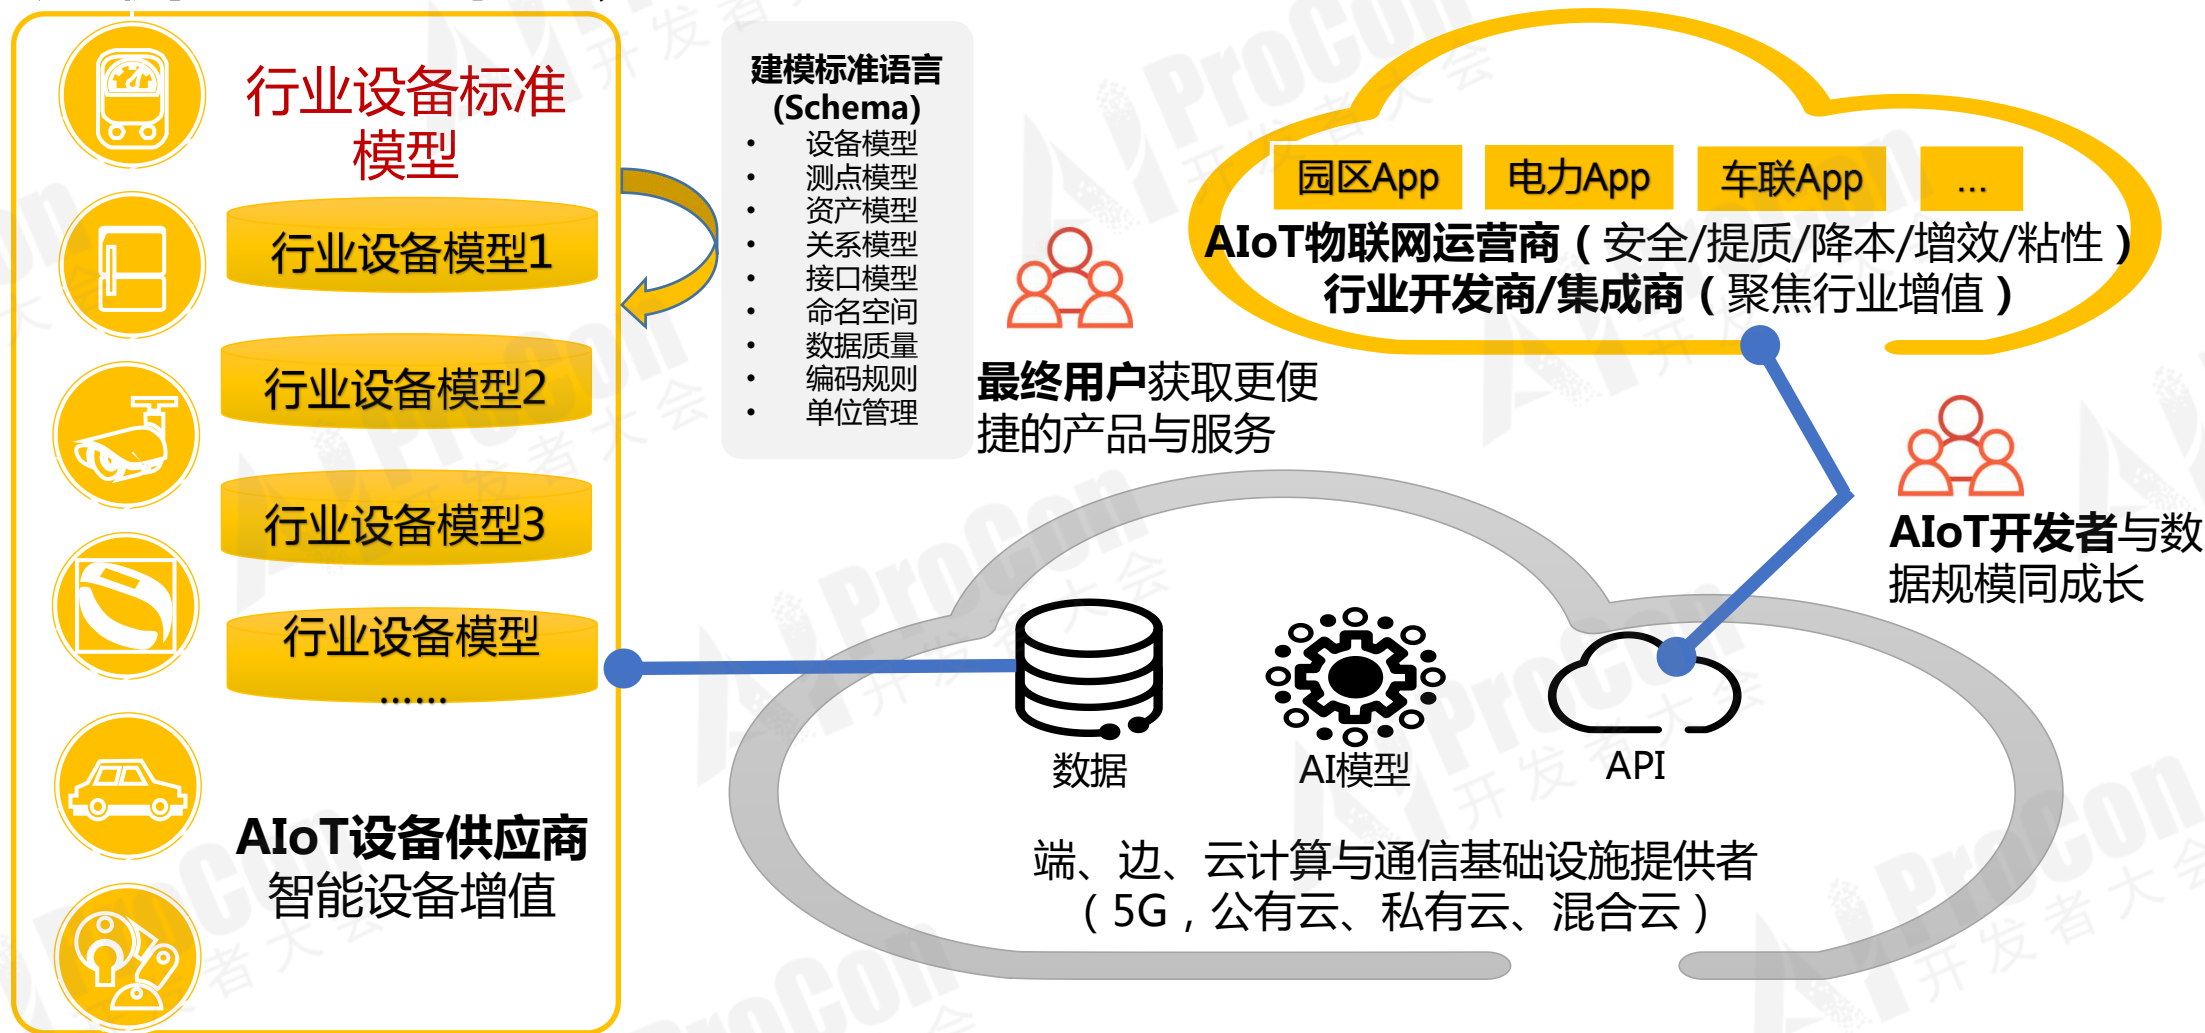 行业设备标准
模型
行业设备模型1
行业设备模型2
行业设备模型3
行业设备模型
......
AIoT设备供应商
智能设备增值
建模标准语言
(Schema)
• 设备模型
• 测点模型
• 资产模型
• 关系模型
• 接口模型
• 命名空间
• 数据质量
• 编码规则
• 单位管理
最终用户获取更便
捷的产品与服务
园区App
电力App
车联App
...
AIoT物联网运营商（安全/提质/降本/增效/粘性）
行业开发商/集成商（聚焦行业增值）
AIoT开发者与数
据规模同成长
数据
AI模型
API
端、边、云计算与通信基础设施提供者
（5G，公有云、私有云、混合云）
AI ProCon
开发者大会